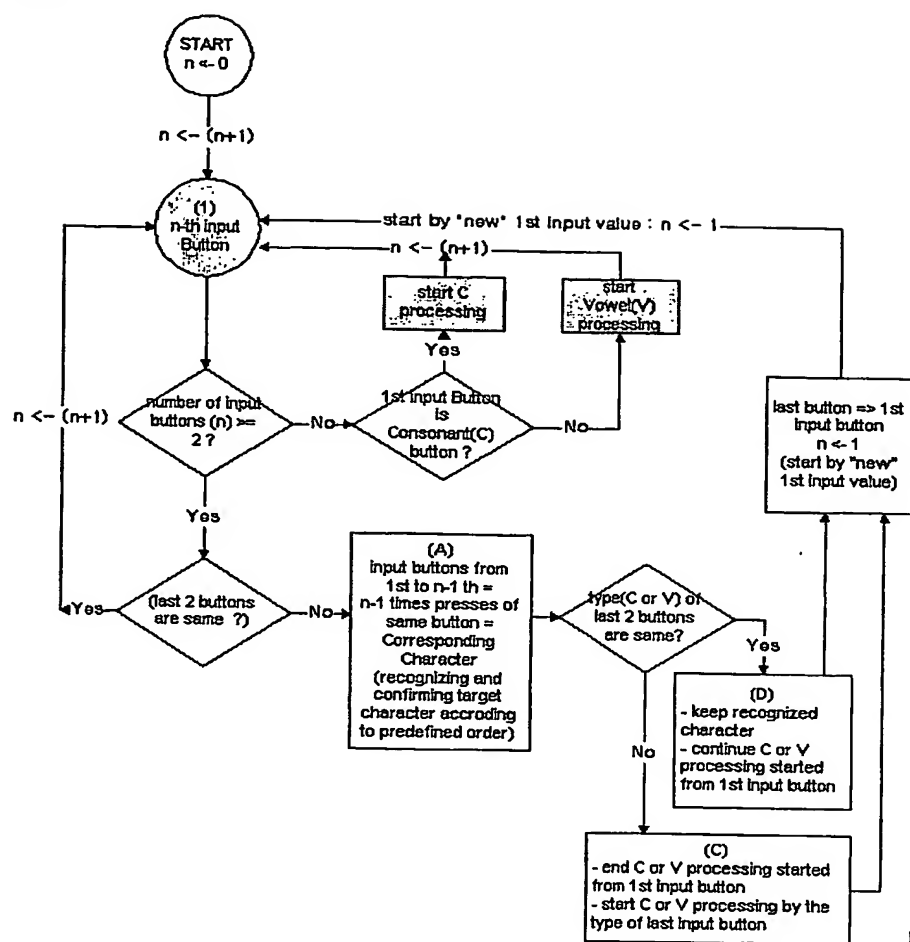 START
n <- 0
n <- (n+1)
(1)
n-th input
Button
start by "new" 1st input value : n <- 1
n <- (n+1)
start C
processing
start
Vowel(V)
processing
Yes
n <- (n+1)
number of input
buttons (n) >=
2 ?
No
1st input Button
is
Consonant(C)
button ?
No
last button => 1st
input button
n <- 1
(start by "new"
1st input value)
Yes
(last 2 buttons
are same ?)
Yes
No
(A)
input buttons from
1st to n-1 th =
n-1 times presses of
same button =
Corresponding
Character
(recognizing and
confirming target
character accroding
to predefined order)
type(C or V) of
last 2 buttons
are same?
Yes
No
(D)
- keep recognized
character
- continue C or V
processing started
from 1st input button
(C)
- end C or V processing started
from 1st input button
- start C or V processing by the
type of last input button